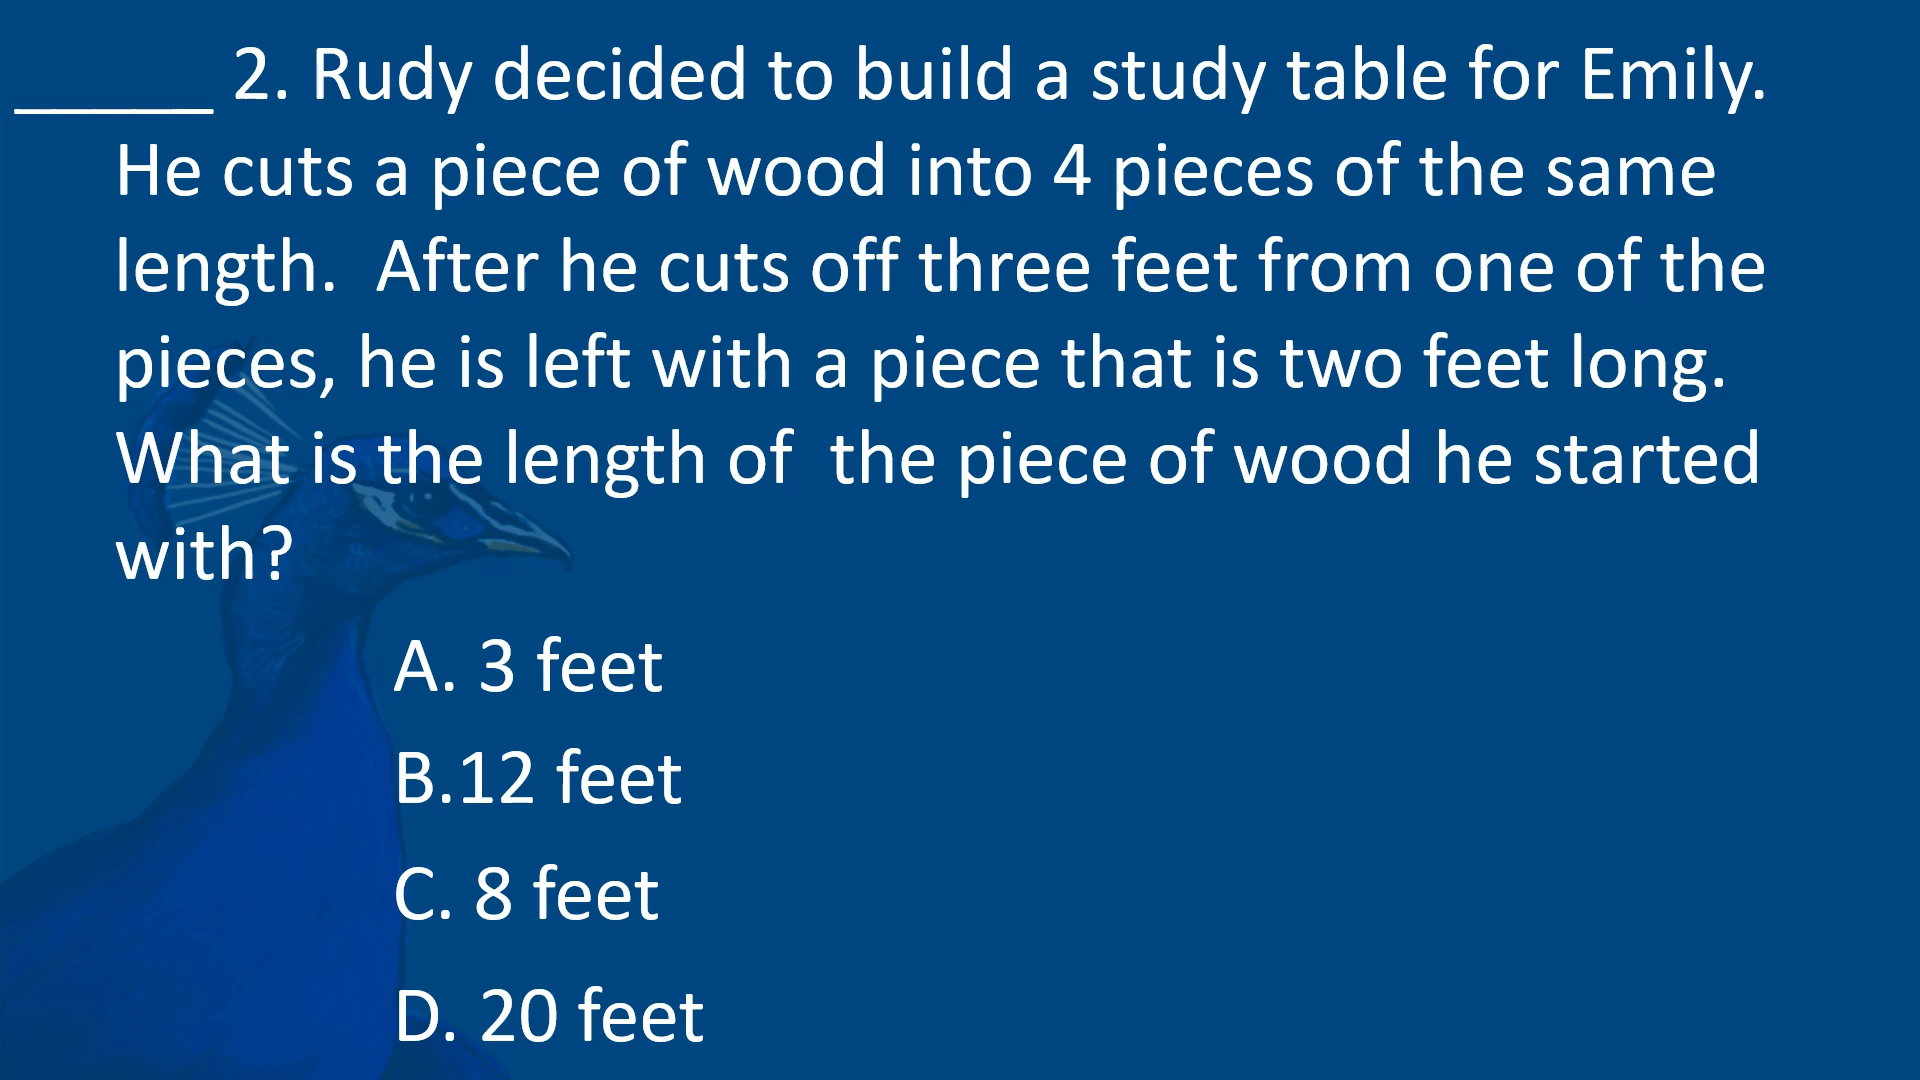 _____ 2. Rudy decided to build a study table for Emily.
He cuts a piece of wood into 4 pieces of the same
length.  After he cuts off three feet from one of the
pieces, he is left with a piece that is two feet long.
What is the length of  the piece of wood he started
with?
A. 3 feet
B.12 feet
C. 8 feet
D. 20 feet